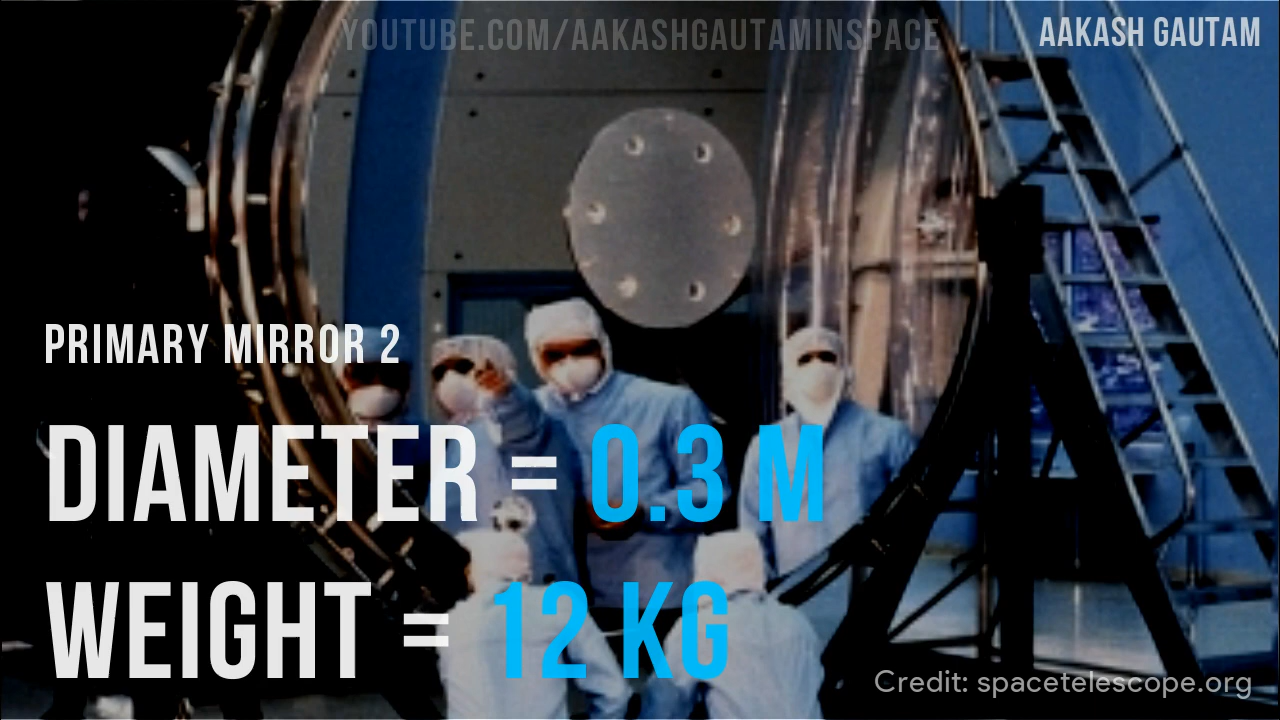 YOUTUBE.COM/AAKASHGAUTAMINSPACE
AAKASH GAUTAM
PRIMARY MIRROR 2
DIAMETER = 0.3 M
WEIGHT = 12 KG
Credit: spacetelescope.org